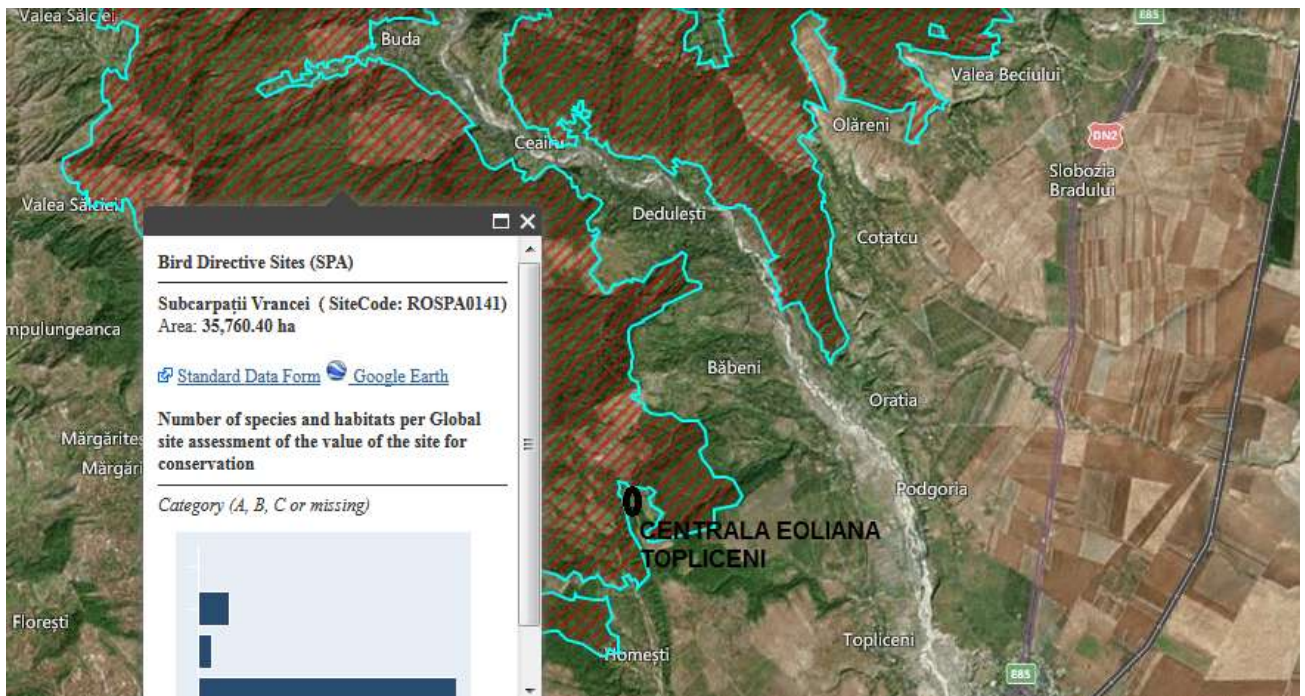 Valea Sălciei
Buda
E85
Valea Beciului
Olăreni
DN2
Slobozia
Bradului
Valea Sălciei
Dedulești
Cotatcu
Bird Directive Sites (SPA)
Subcarpații Vrancei ( SiteCode: ROSPA0141)
Area: 35,760.40 ha
mpulungeanca
Standard Data Form Google Earth
Băbeni
Oratia
Number of species and habitats per Global
site assessment of the value of the site for
conservation
Mărgărites
Mărgări
Category (A, B, C or missing)
Podgoria
CENTRALA EOLIANA
TOPLICENI
Florești
Topliceni
Homești
E85